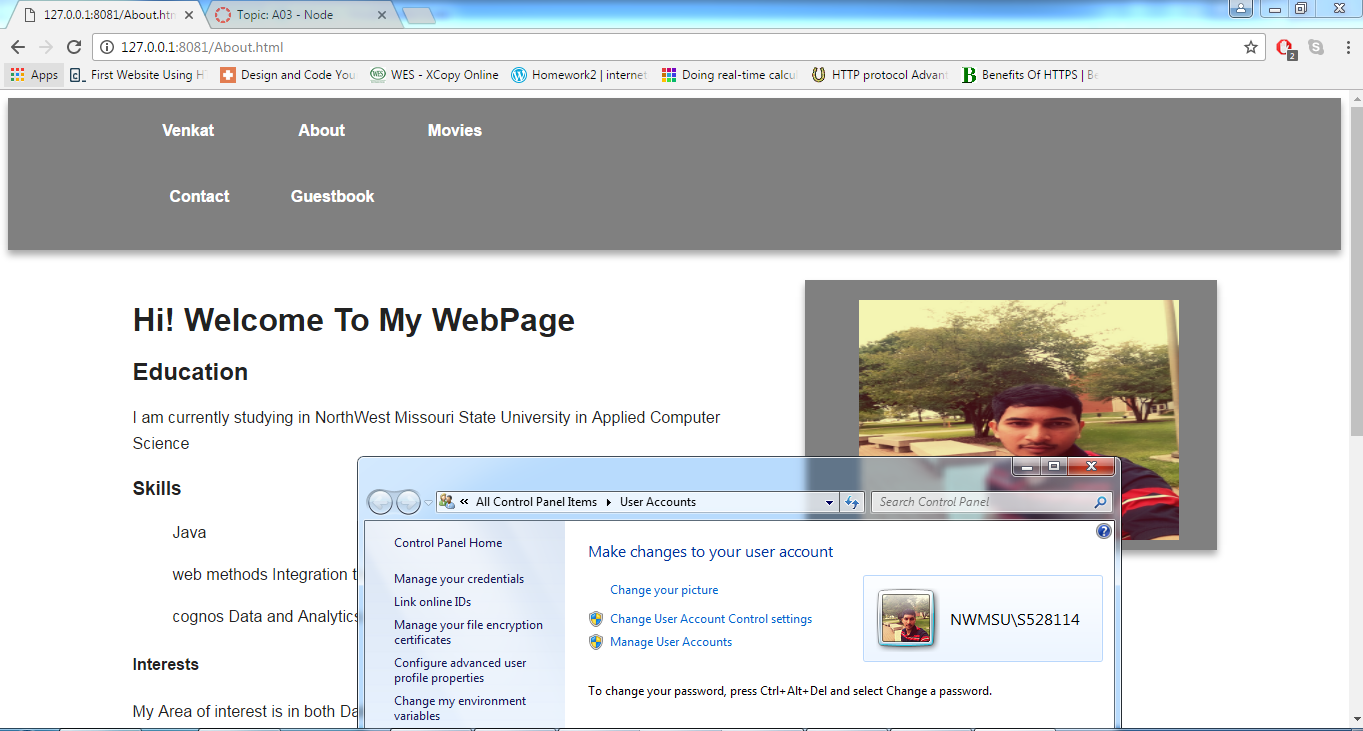 127.0.0.1:8081/About.htm
Topic: A03 - Node
127.0.0.1:8081/About.html
2
Apps
First Website Using H
Design and Code You
WES - XCopy Online
Homework2 | internet
Doing real-time calcu
HTTP protocol Advan
Benefits Of HTTPS | Be
Venkat About Movies
Contact Guestbook
Hi! Welcome To My WebPage
Education
I am currently studying in NorthWest Missouri State University in Applied Computer
Science
Skills
Java
web methods Integration t
cognos Data and Analytics
Interests
My Area of interest is in both Da
« All Control Panel Items User Accounts
Search Control Panel
Control Panel Home
Manage your credentials
Link online IDs
Manage your file encryption
certificates
Configure advanced user
profile properties
Change my environment
variables
Make changes to your user account
Change your picture
Change User Account Control settings
Manage User Accounts
NWMSU\S528114
To change your password, press Ctrl+Alt+Del and select Change a password.